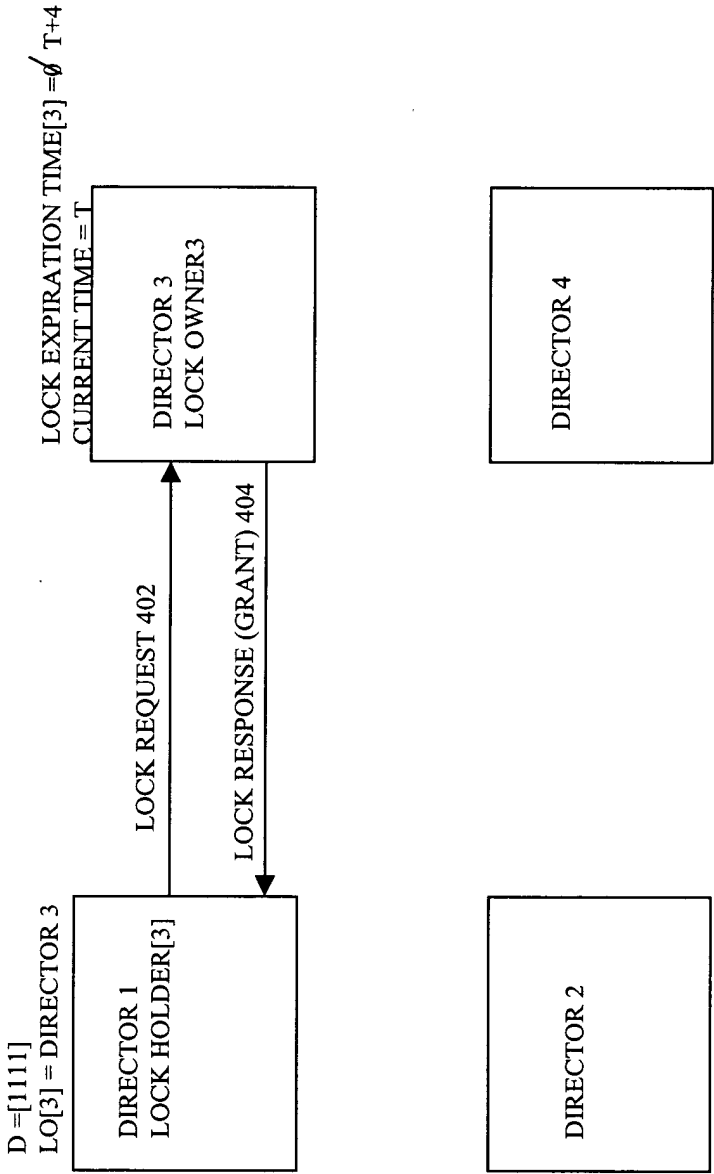 D =[1111]
LO[3] = DIRECTOR 3
DIRECTOR 1
LOCK HOLDER[3]
LOCK REQUEST 402
LOCK RESPONSE (GRANT) 404
LOCK EXPIRATION TIME[3] =0 T+4
CURRENT TIME = T
DIRECTOR 3
LOCK OWNER3
DIRECTOR 2
DIRECTOR 4